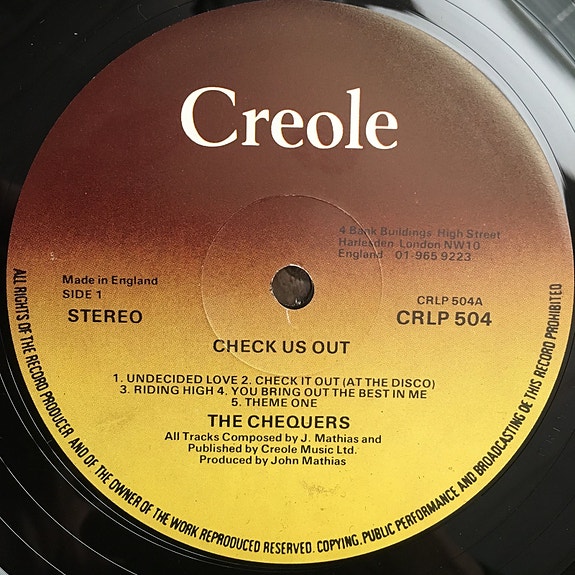 Creole
4 Bank Buildings High Street
Harlesden London NW10
England 01-965 9223
Made in England
SIDE 1
STEREO
CRLP 504A
CRLP 504
CHECK US OUT
1. UNDECIDED LOVE 2. CHECK IT OUT (AT THE DISCO)
3. RIDING HIGH 4. YOU BRING OUT THE BEST IN ME
5. THEME ONE
THE CHEQUERS
All Tracks Composed by J. Mathias and
Published by Creole Music Ltd.
Produced by John Mathias
ALL RIGHTS OF THE RECORD PRODUCER AND OF THE OWNER OF THE WORK REPRODUCED RESERVED. COPYING, PUBLIC PERFORMANCE AND BROADCASTING OE THIS RECORD PROHIBITED